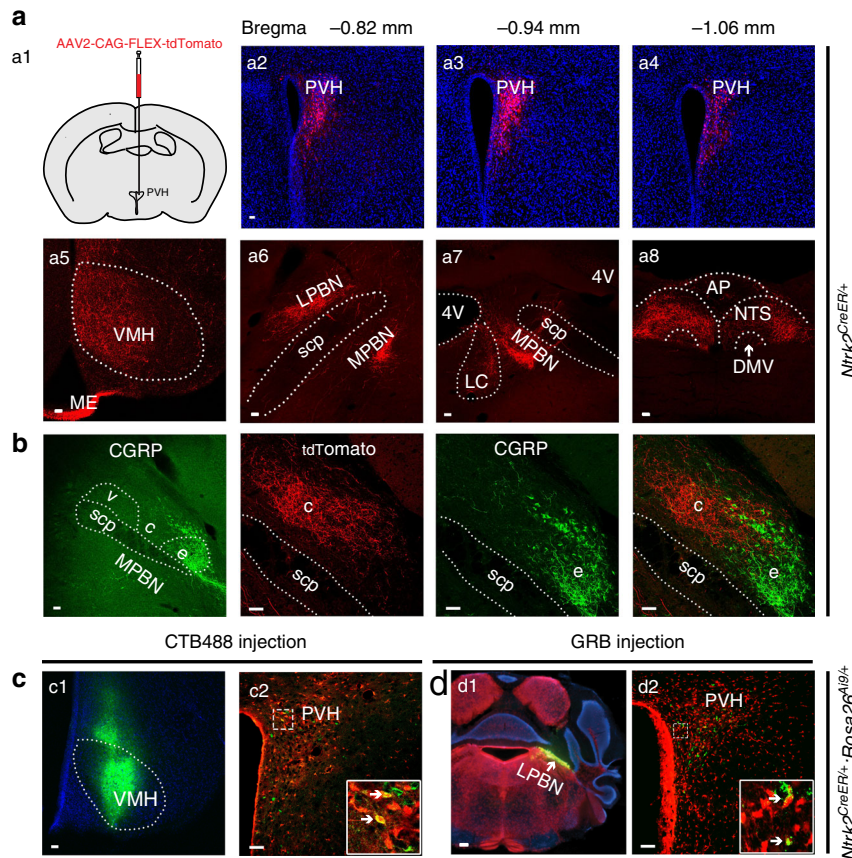 a
Bregma −0.82 mm −0.94 mm −1.06 mm
a1
AAV2-CAG-FLEX-tdTomato
PVH
a2
PVH
a3
PVH
a4
PVH
a5
VMH
ME
a6
LPBN
scp
MPBN
a7
4V
4V
scp
MPBN
LC
a8
AP
NTS
DMV
Ntrk2CreER/+
b
CGRP
v
scp
c
e
MPBN
tdTomato
c
scp
CGRP
scp
e
c
scp
e
CTB488 injection
GRB injection
c
c1
VMH
c2
PVH
d
d1
LPBN
d2
PVH
Ntrk2CreER/+;Rosa26Ai9/+